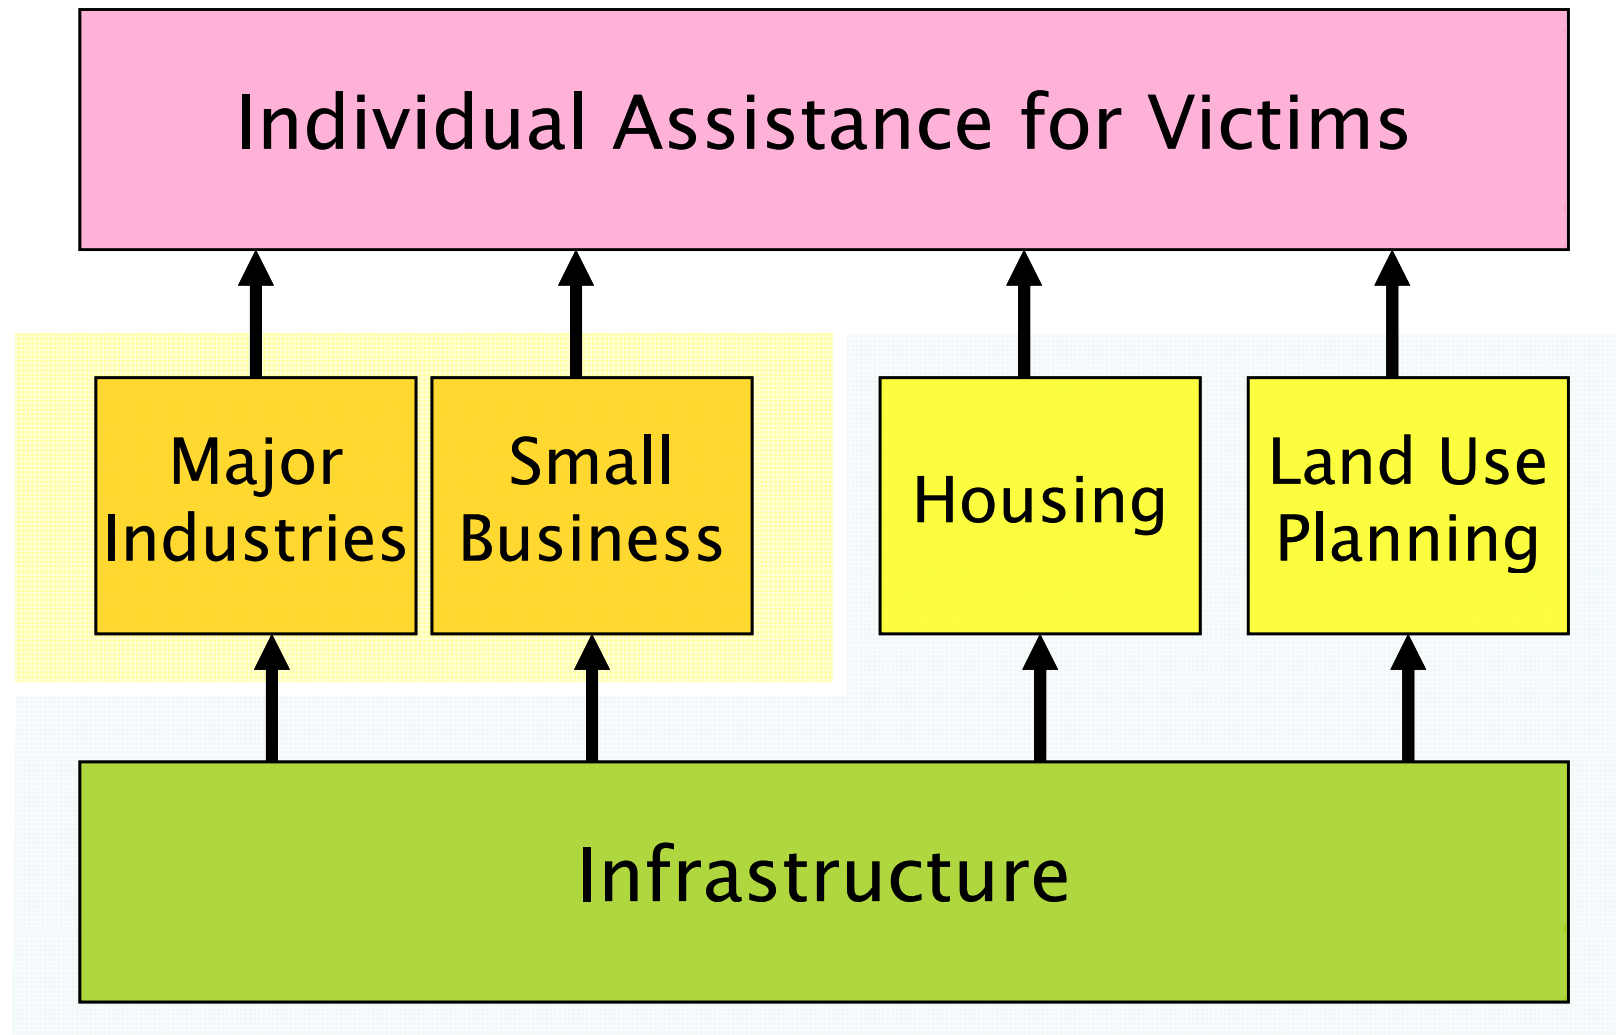 Individual Assistance for Victims
Major
Industries
Small
Business
Housing
Land Use
Planning
Infrastructure